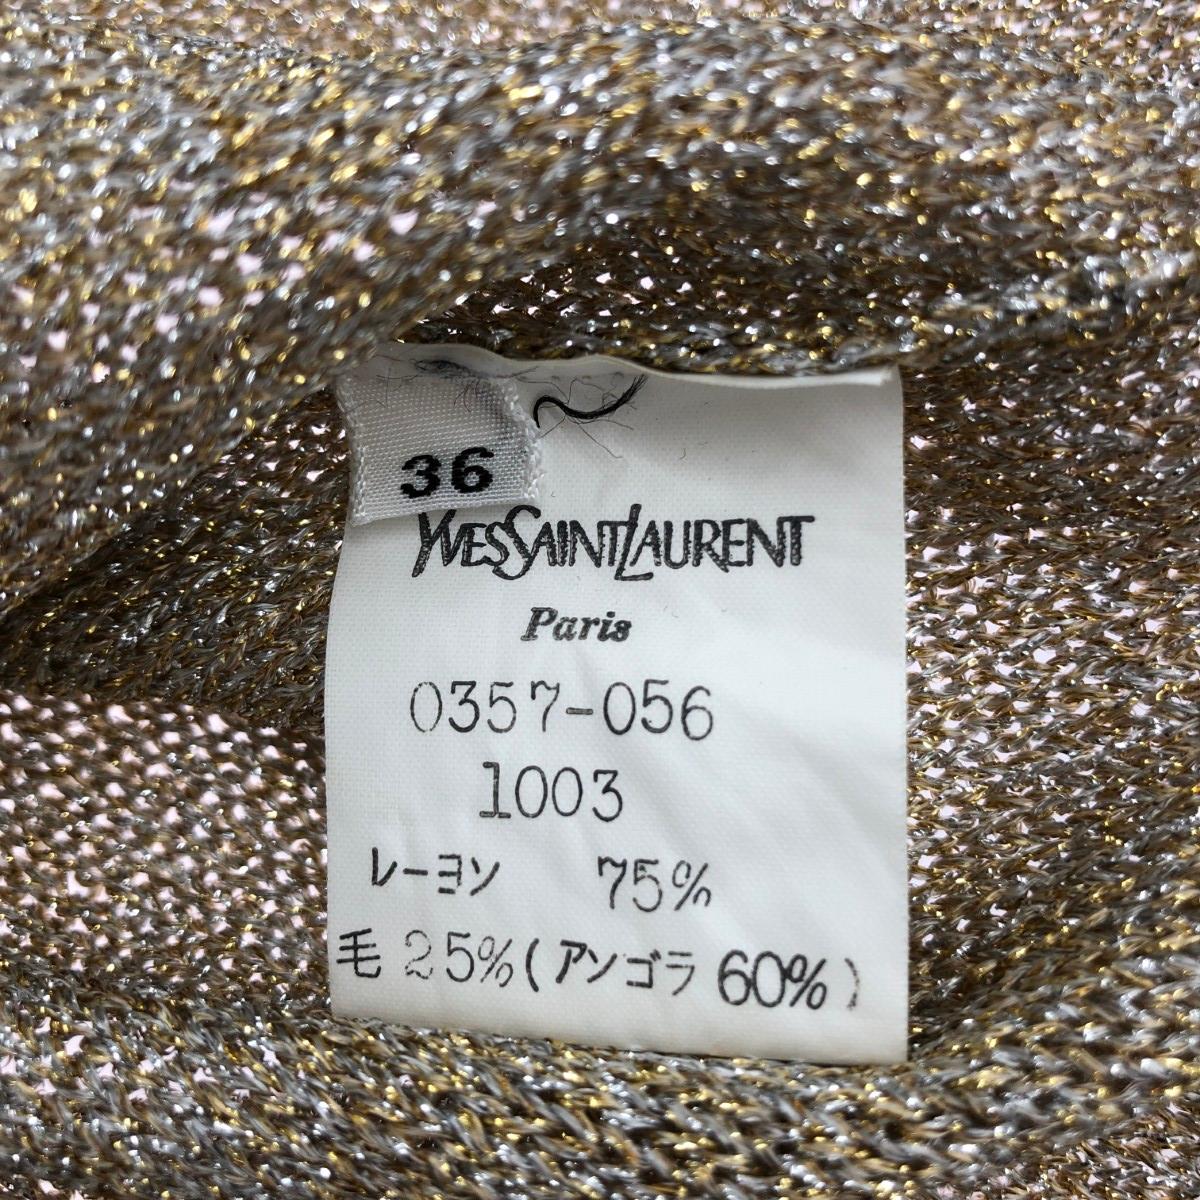 36
YVESSAINTLAURENT
Paris
0357-056
1003
レーヨン 75%
毛 25% (アンゴラ 60%)